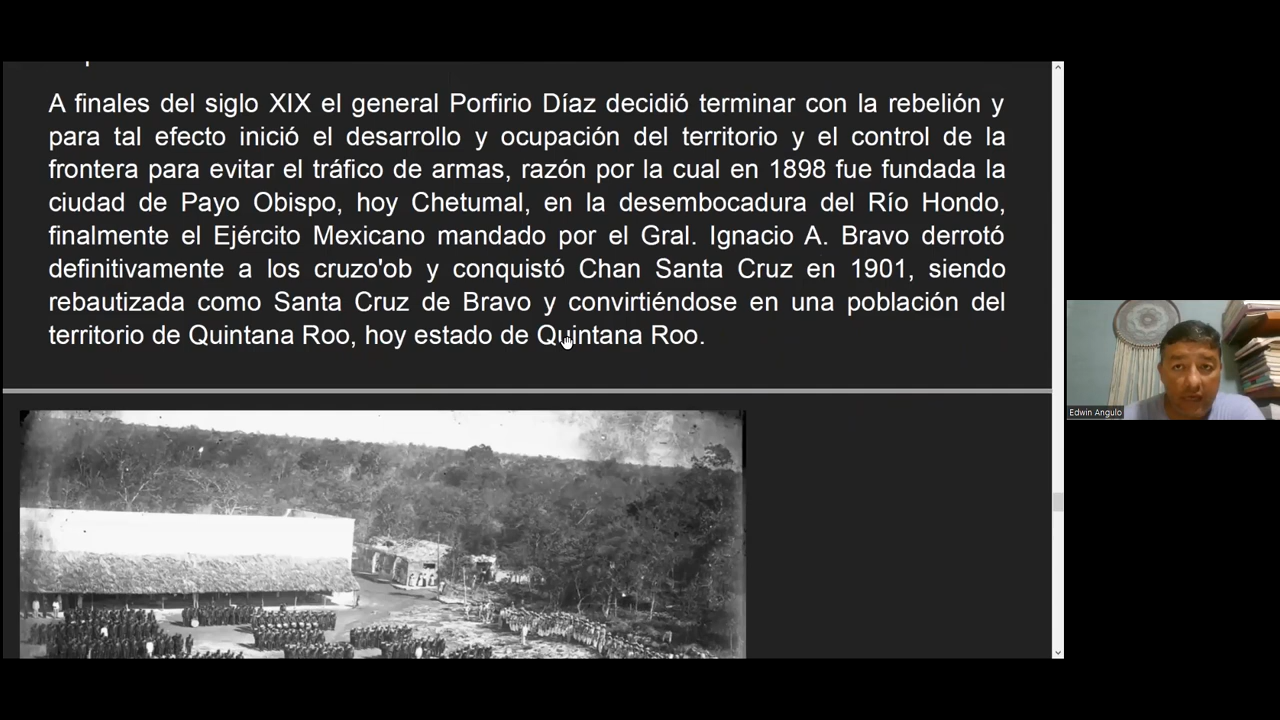 A finales del siglo XIX el general Porfirio Díaz decidió terminar con la rebelión y
para tal efecto inició el desarrollo y ocupación del territorio y el control de la
frontera para evitar el tráfico de armas, razón por la cual en 1898 fue fundada la
ciudad de Payo Obispo, hoy Chetumal, en la desembocadura del Río Hondo,
finalmente el Ejército Mexicano mandado por el Gral. Ignacio A. Bravo derrotó
definitivamente a los cruzo'ob y conquistó Chan Santa Cruz en 1901, siendo
rebautizada como Santa Cruz de Bravo y convirtiéndose en una población del
territorio de Quintana Roo, hoy estado de Quintana Roo.
Edwin Angulo